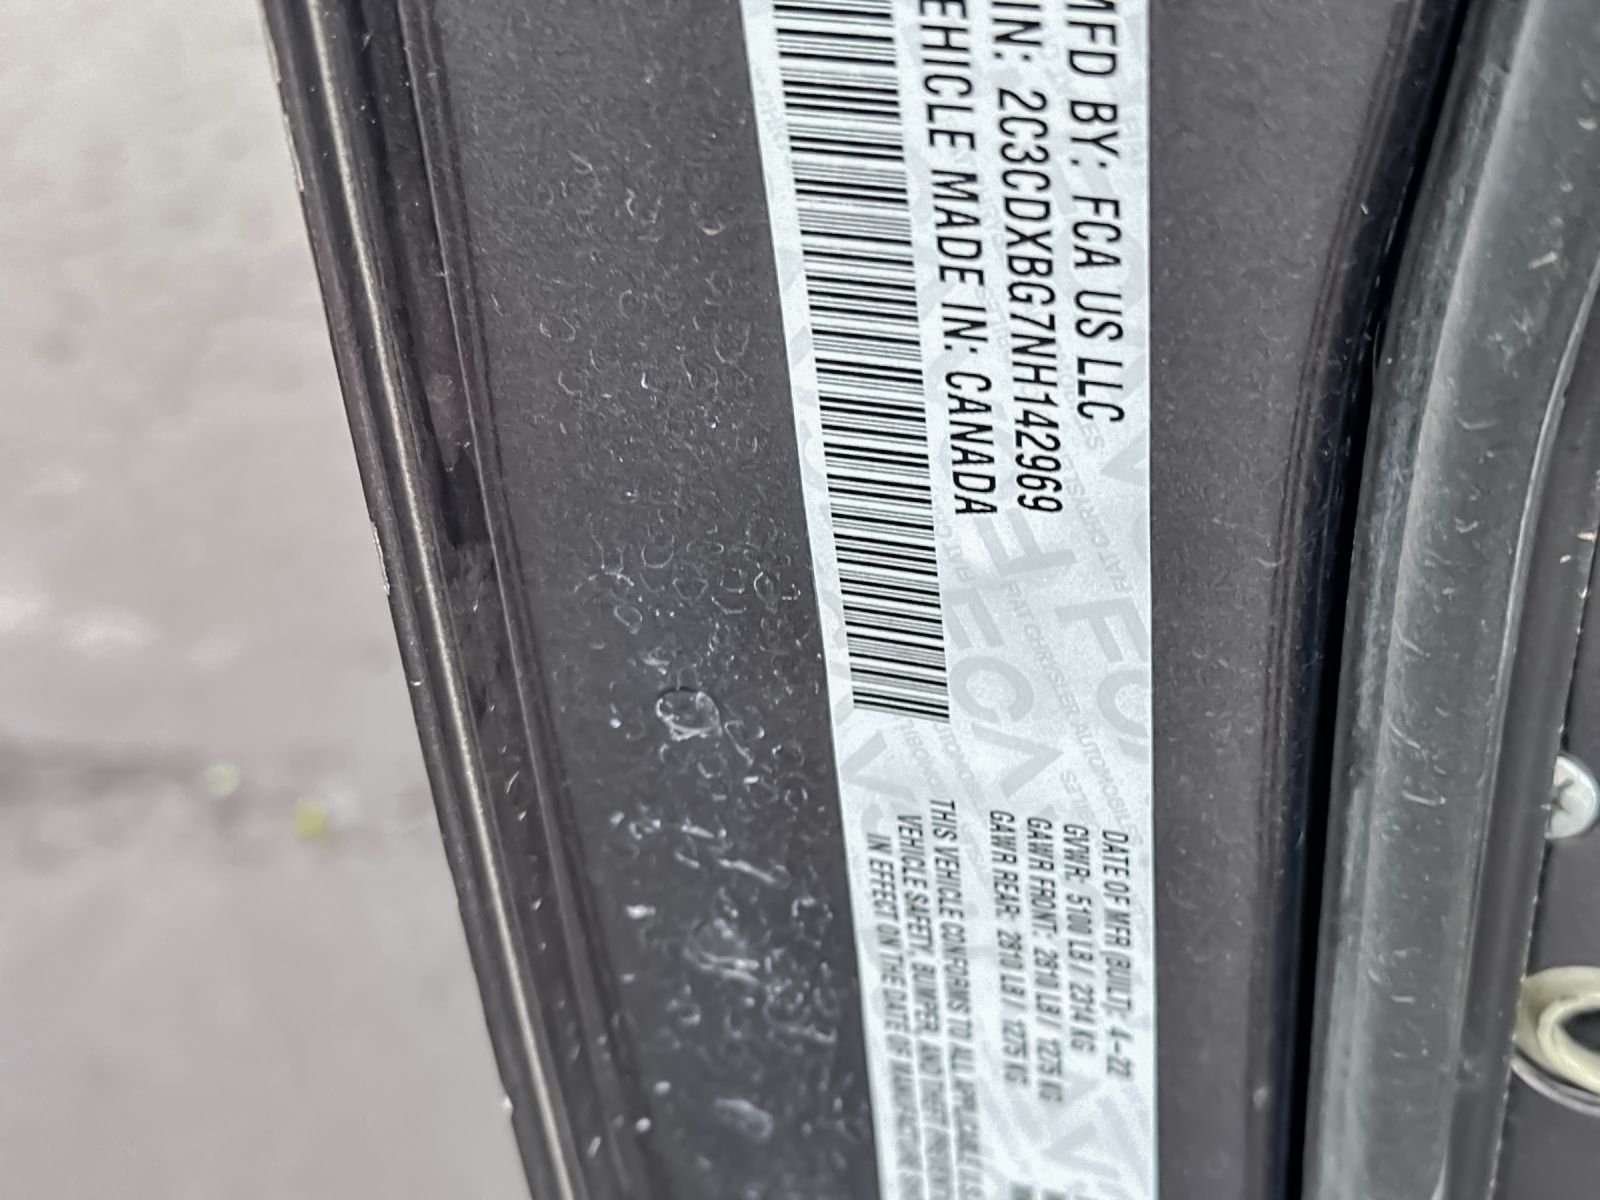 MFD BY: FCA US LLC
VIN: 2C3CDXBG7NH142969
VEHICLE MADE IN: CANADA
DATE OF MFR (BUILT): 4-22
GVWR: 5100 LB / 2314 KG
GAWR FRONT: 2810 LB / 1275 KG
GAWR REAR: 2810 LB / 1275 KG
THIS VEHICLE CONFORMS TO ALL APPLICABLE
VEHICLE SAFETY, BUMPER, AND THEFT
IN EFFECT ON THE DATE OF MANUFACTURE